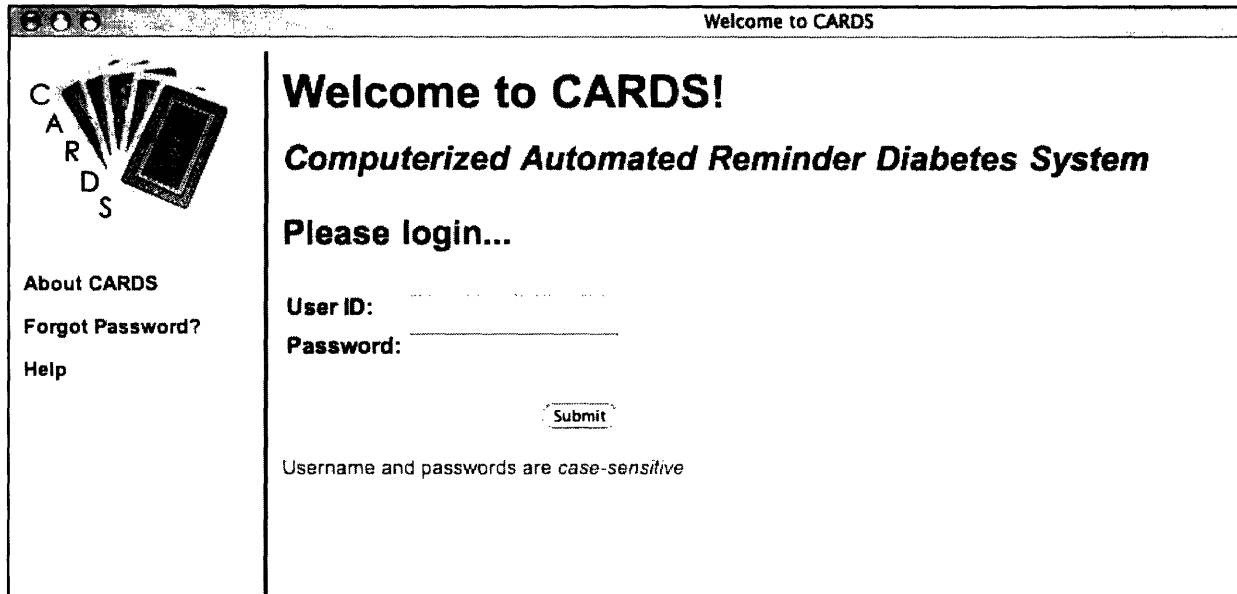 Welcome to CARDS
C
A
R
D
S
About CARDS
Forgot Password?
Help
Welcome to CARDS!
Computerized Automated Reminder Diabetes System
Please login...
User ID:
Password:
Submit
Username and passwords are case-sensitive